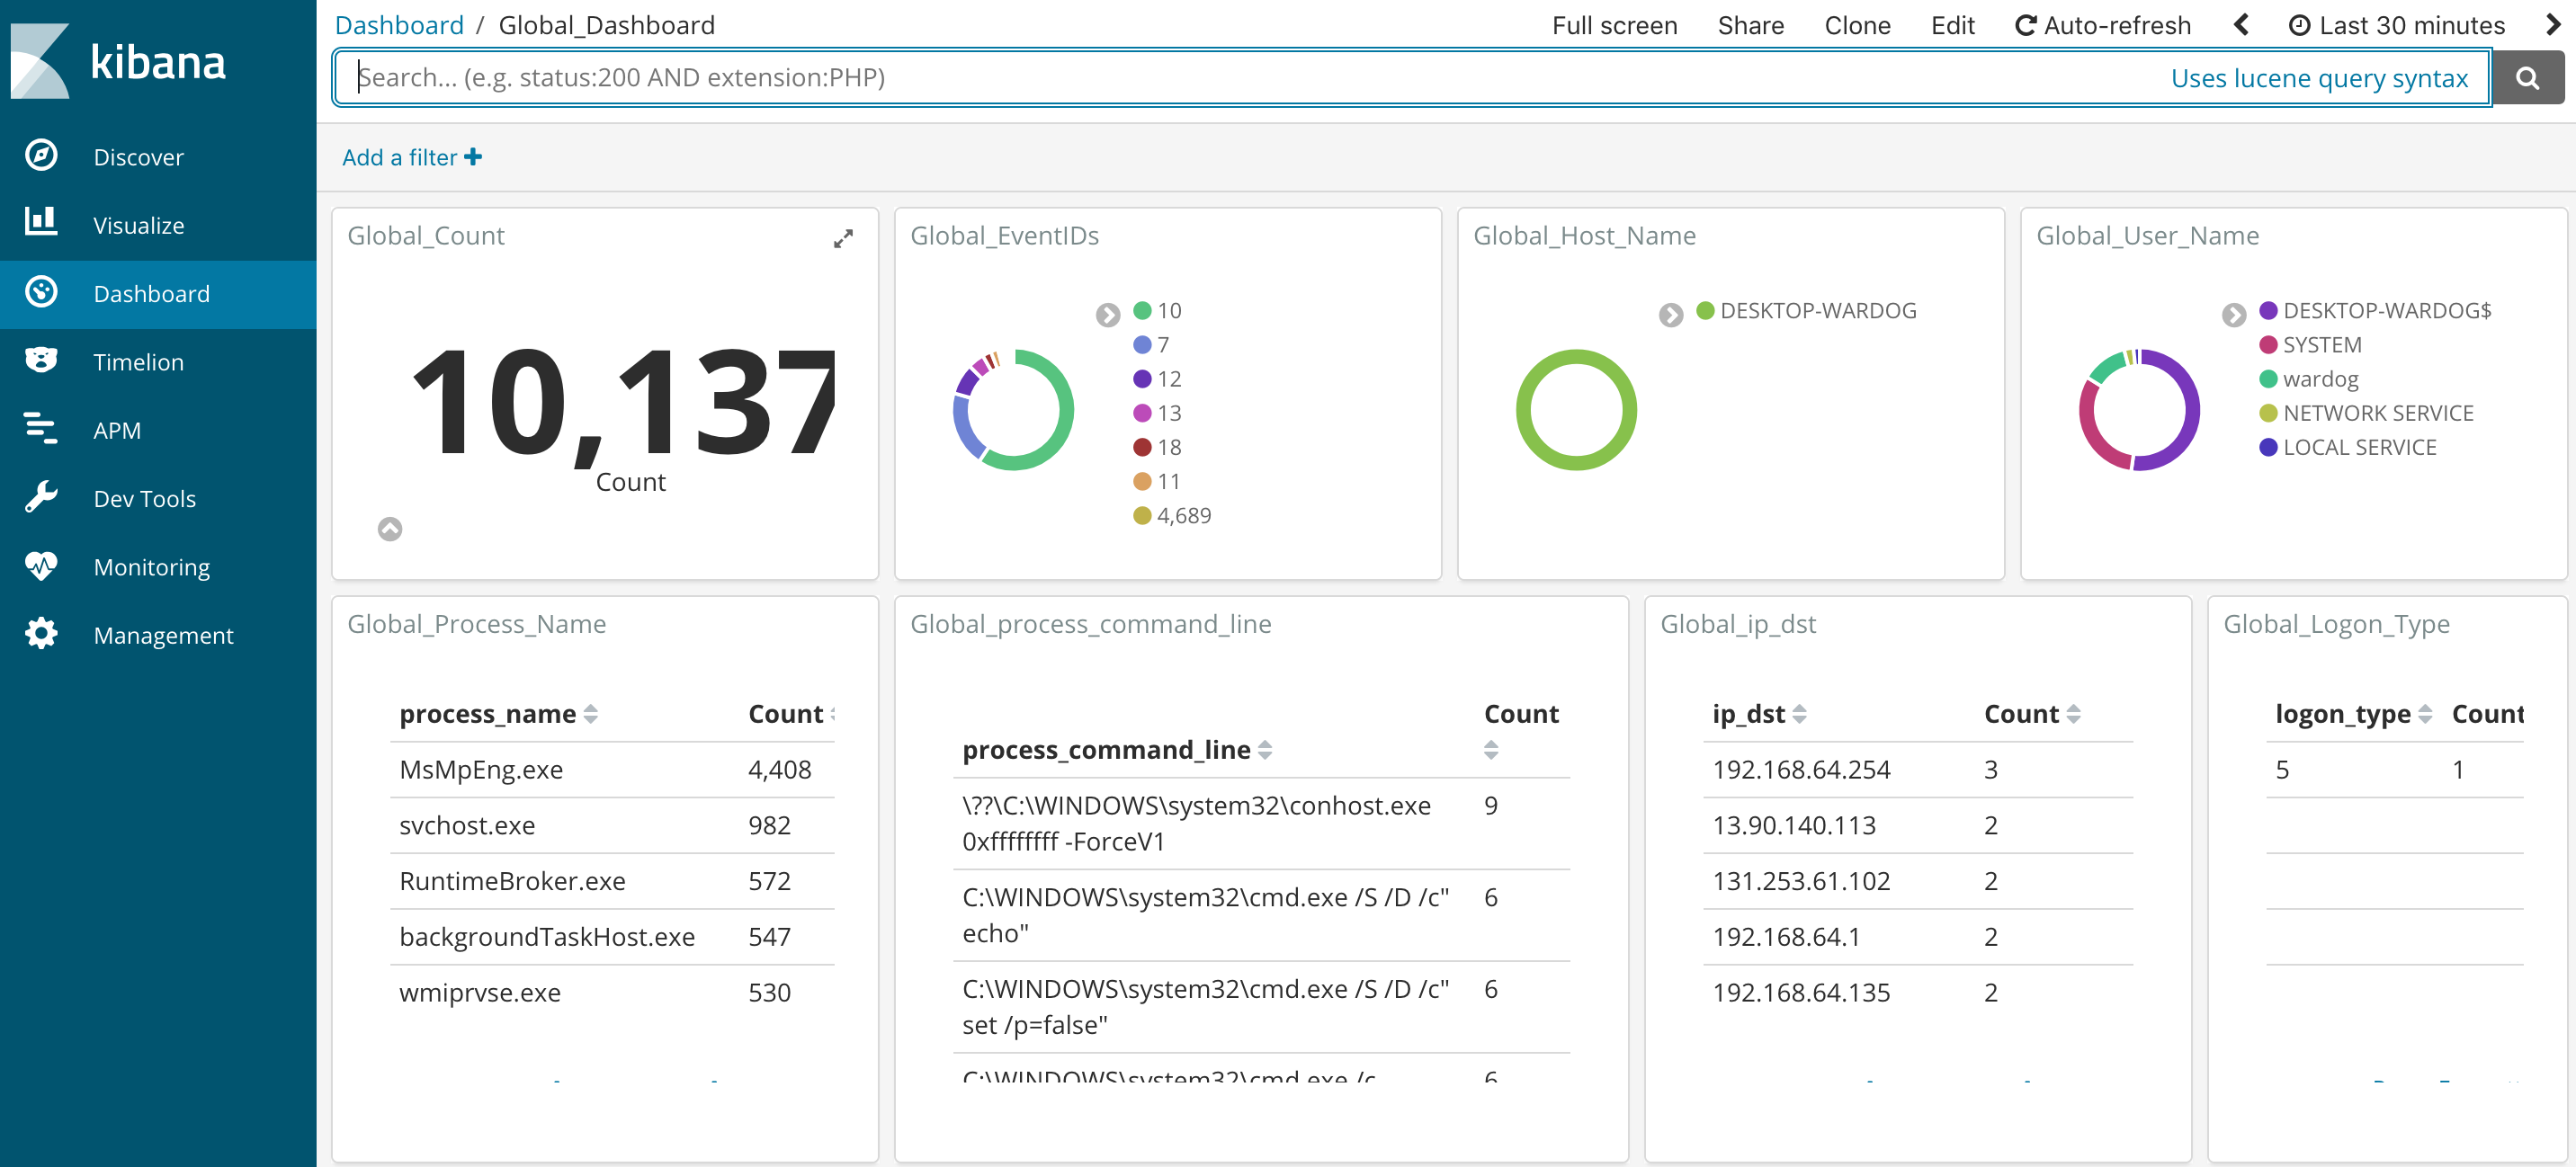 kibana
Discover
Visualize
Dashboard
Timelion
APM
Dev Tools
Monitoring
Management
Dashboard / Global_Dashboard
Full screen Share Clone Edit Auto-refresh Last 30 minutes
Search... (e.g. status:200 AND extension:PHP)
Uses lucene query syntax
Add a filter
Global_Count
10,137
Count
Global_EventIDs
10
7
12
13
18
11
4,689
Global_Host_Name
DESKTOP-WARDOG
Global_User_Name
DESKTOP-WARDOG$
SYSTEM
wardog
NETWORK SERVICE
LOCAL SERVICE
Global_Process_Name
process_name Count
MsMpEng.exe 4,408
svchost.exe 982
RuntimeBroker.exe 572
backgroundTaskHost.exe 547
wmiprvse.exe 530
Global_process_command_line
process_command_line Count
\??\C:\WINDOWS\system32\conhost.exe 9
0xffffffff -ForceV1
C:\WINDOWS\system32\cmd.exe /S /D /c" 6
echo"
C:\WINDOWS\system32\cmd.exe /S /D /c" 6
set /p=false"
C:\WINDOWS\system32\cmd.exe /c 6
Global_ip_dst
ip_dst Count
192.168.64.254 3
13.90.140.113 2
131.253.61.102 2
192.168.64.1 2
192.168.64.135 2
Global_Logon_Type
logon_type Count
5 1